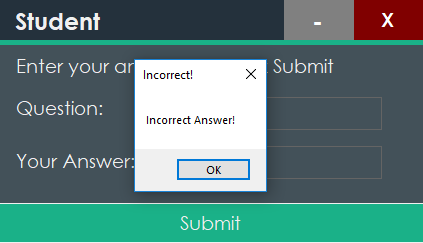 Student - X
Enter your an Submit
Incorrect!
Question:
Incorrect Answer!
Your Answer:
OK
Submit